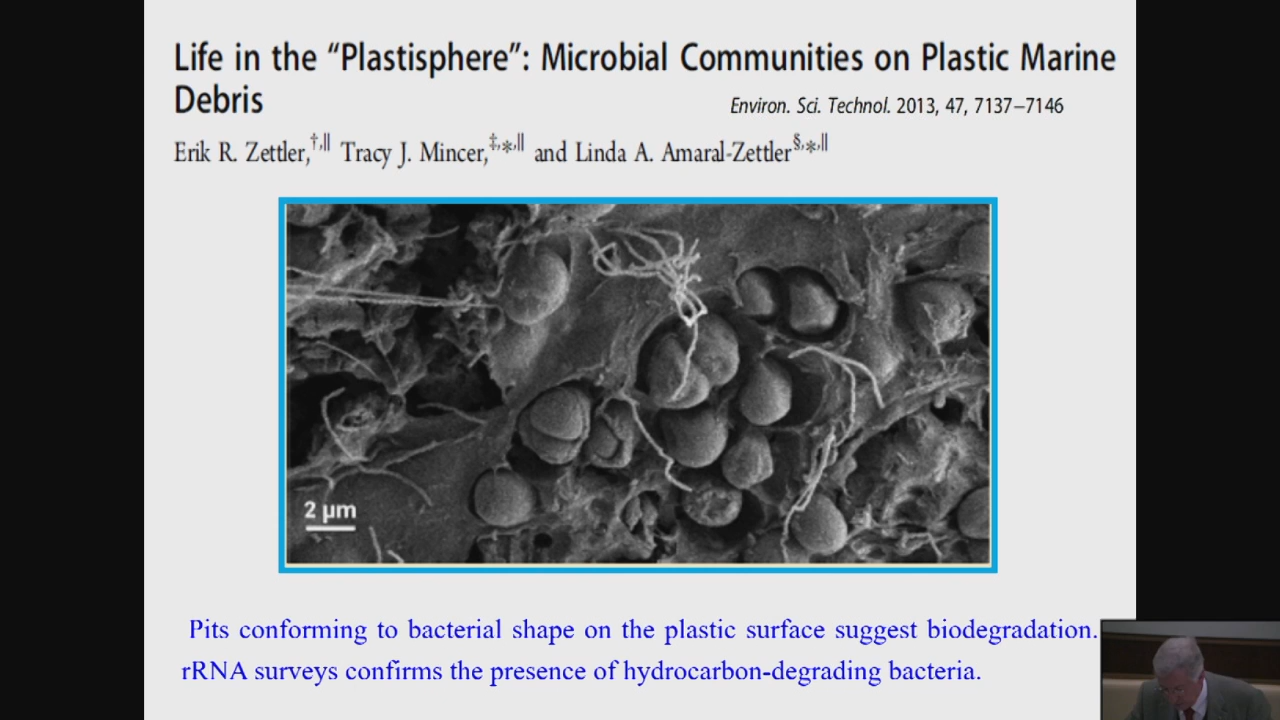 Life in the “Plastisphere”: Microbial Communities on Plastic Marine
Debris
Environ. Sci. Technol. 2013, 47, 7137−7146
Erik R. Zettler,†,∥ Tracy J. Mincer,‡,*,∥ and Linda A. Amaral-Zettler§,*,∥
2 µm
Pits conforming to bacterial shape on the plastic surface suggest biodegradation.
rRNA surveys confirms the presence of hydrocarbon-degrading bacteria.